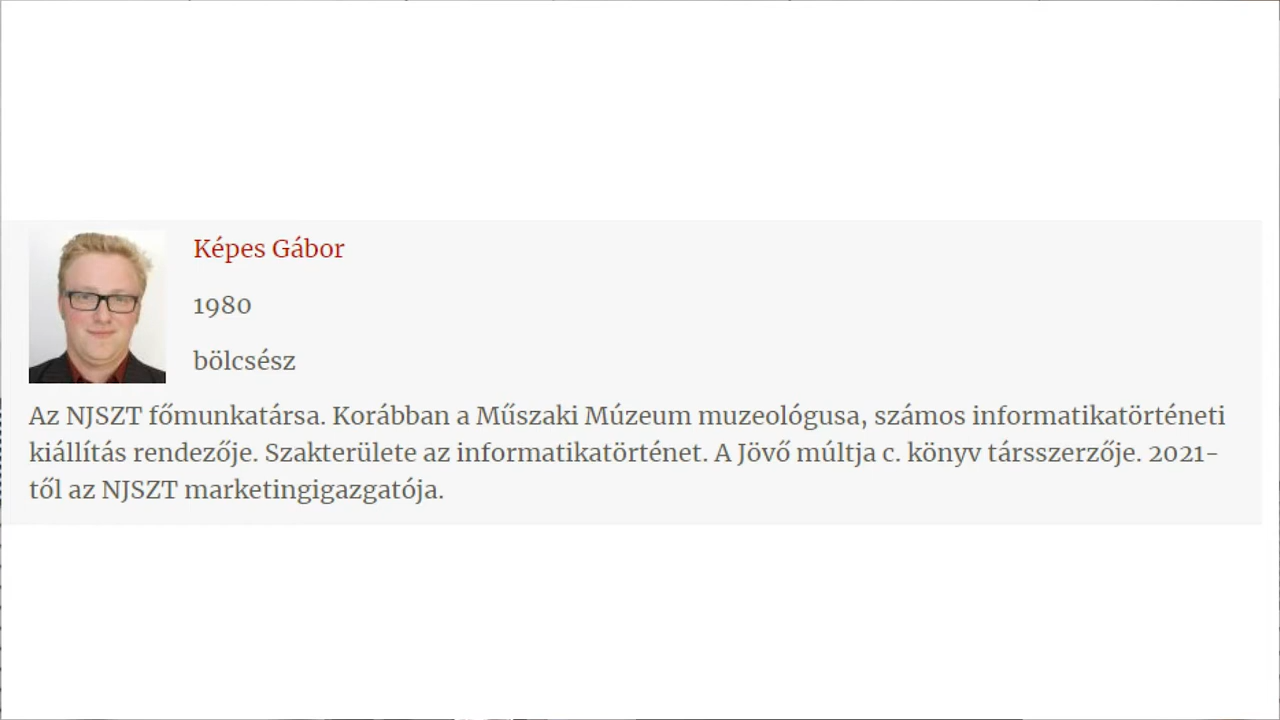 Képes Gábor
1980
bölcsész
Az NJSZT főmunkatársa. Korábban a Műszaki Múzeum muzeológusa, számos informatikatörténeti
kiállítás rendezője. Szakterülete az informatikatörténet. A Jövő múltja c. könyv társszerzője. 2021-
től az NJSZT marketingigazgatója.